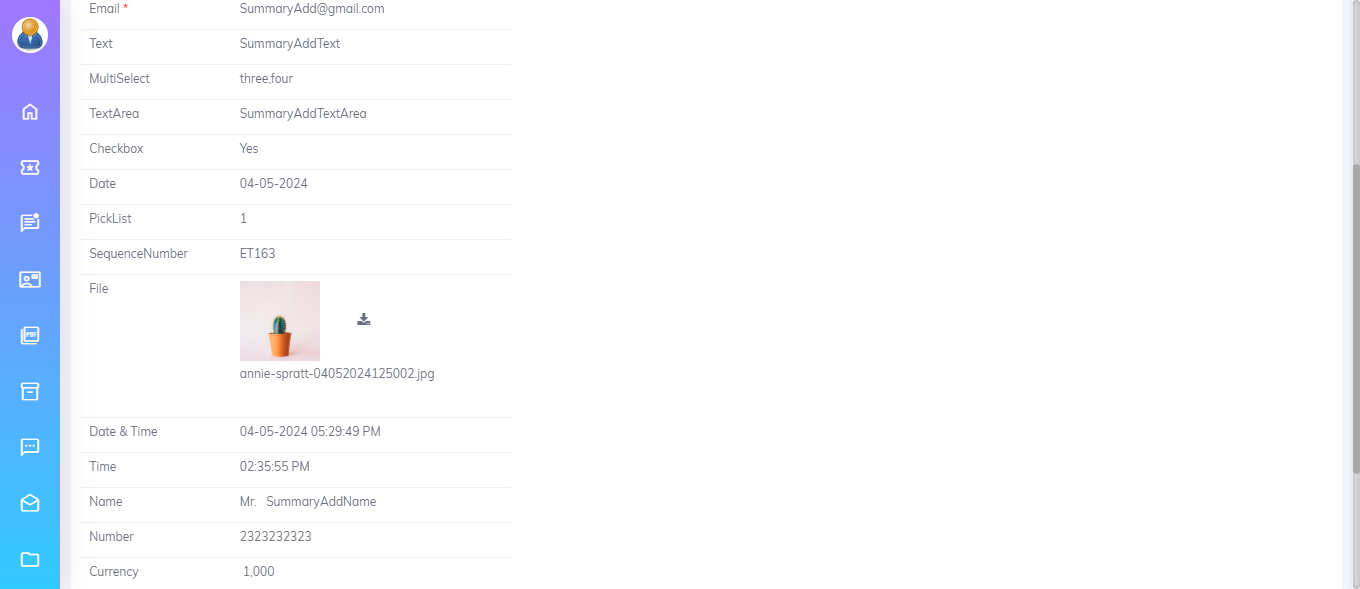 Email * SummaryAdd@gmail.com
Text SummaryAddText
MultiSelect three,four
TextArea SummaryAddTextArea
Checkbox Yes
Date 04-05-2024
PickList 1
SequenceNumber ET163
File
annie-spratt-04052024125002.jpg
Date & Time 04-05-2024 05:29:49 PM
Time 02:35:55 PM
Name Mr. SummaryAddName
Number 2323232323
Currency 1,000
PDF